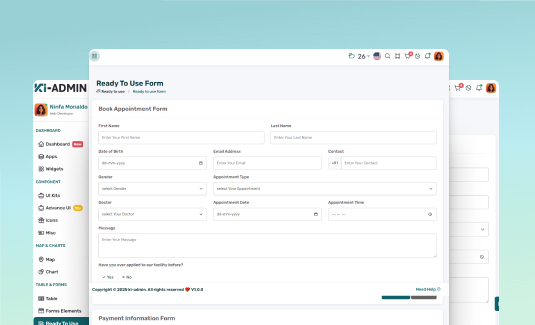 Ki-ADMIN
Ninfa Monaldo
Web Developer
DASHBOARD
Dashboard
New
Apps
Widgets
COMPONENT
UI Kits
Advance UI
Icons
Misc
MAP & CHARTS
Map
Chart
TABLE & FORMS
Table
Forms Elements
Ready To Use
26
Ready To Use Form
Ready to use / Ready to use Form
Book Appointment Form
First Name
Last Name
Enter Your First Name
Enter Your Last Name
Date of Birth
Email Address
Contact
dd-mm-yyyy
Enter Your Email
+91
Enter Your Contact
Gender
Appointment Type
select Gender
select Your Appointment
Doctor
Appointment Date
Appointment Time
select Your Doctor
dd-mm-yyyy
--:-- --
Message
Enter Your Message
Have you ever applied to our facility before?
Yes
No
Copyright © 2025 ki-admin. All rights reserved ❤️ V1.0.0
Need Help
Payment Information Form